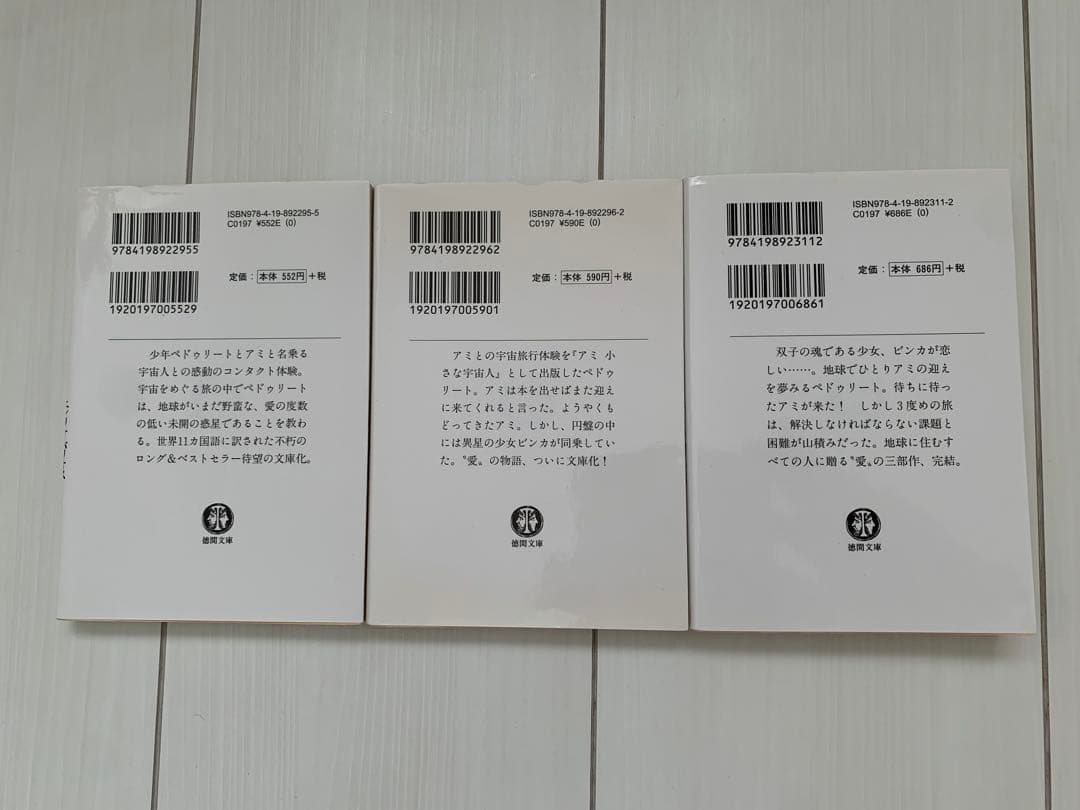 ISBN978-4-19-892295-5
C0197 ¥552E (0)
9784198922955
定価：本体 552円＋税
1920197005529
少年ペドゥリートとアミと名乗る
宇宙人との感動のコンタクト体験。
宇宙をめぐる旅の中でペドゥリート
は、地球がいまだ野蛮な、愛の度数
の低い未開の惑星であることを教わ
る。世界11カ国語に訳された不朽の
ロング＆ベストセラー待望の文庫化。
徳間文庫
ISBN978-4-19-892296-2
C0197 ¥590E (0)
9784198922962
定価：本体 590円＋税
1920197005901
アミとの宇宙旅行体験を『アミ 小
さな宇宙人』として出版したペドゥ
リート。アミは本を出せばまた迎え
に来てくれると言った。ようやくも
どってきたアミ。しかし、円盤の中
には異星の少女ビンカが同乗してい
た。〝愛〟の物語、ついに文庫化！
徳間文庫
ISBN978-4-19-892311-2
C0197 ¥686E (0)
9784198923112
定価：本体 686円＋税
1920197006861
双子の魂である少女、ビンカが恋
しい……。地球でひとりアミの迎え
を夢みるペドゥリート。待ちに待っ
たアミが来た！　しかし３度めの旅
は、解決しなければならない課題と
困難が山積みだった。地球に住むす
べての人に贈る〝愛〟の三部作、完結。
徳間文庫